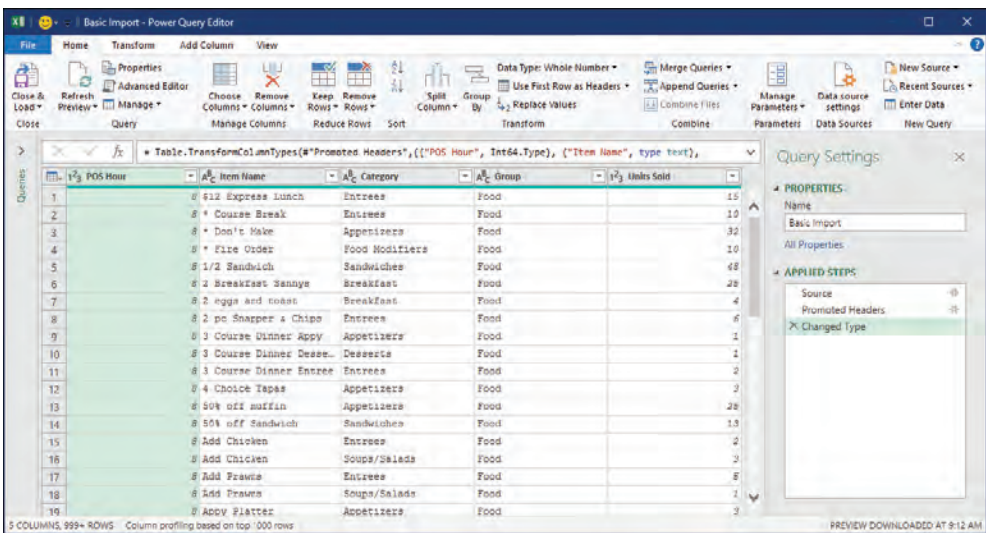 Basic Import - Power Query Editor
File Home Transform Add Column View
Close & Load
Close
Refresh Preview
Properties
Advanced Editor
Manage
Query
Choose Columns
Remove Columns
Manage Columns
Keep Rows
Remove Rows
Reduce Rows
Sort
Split Column
Group By
Data Type: Whole Number
Use First Row as Headers
Replace Values
Transform
Merge Queries
Append Queries
Combine Files
Combine
Manage Parameters
Parameters
Data source settings
Data Sources
New Source
Recent Sources
Enter Data
New Query
Queries
fx = Table.TransformColumnTypes(#"Promoted Headers",{{"POS Hour", Int64.Type}, {"Item Name", type text},
POS Hour Item Name Category Group Units Sold
1 8 $12 Express Lunch Entrees Food 15
2 8 * Course Break Entrees Food 10
3 8 * Don't Make Appetizers Food 32
4 8 * Fire Order Food Modifiers Food 10
5 8 1/2 Sandwich Sandwiches Food 48
6 8 2 Breakfast Sannys Breakfast Food
7 8 2 eggs and toast Breakfast Food 4
8 8 2 pc Snapper & Chips Entrees Food 6
9 8 3 Course Dinner Appy Appetizers Food 1
10 8 3 Course Dinner Desse... Desserts Food 1
11 8 3 Course Dinner Entree Entrees Food 2
12 8 4 Choice Tapas Appetizers Food
13 8 50% off muffin Appetizers Food
14 8 50% off Sandwich Sandwiches Food 13
15 8 Add Chicken Entrees Food 2
16 8 Add Chicken Soups/Salads Food
17 8 Add Prawns Entrees Food
18 8 Add Prawns Soups/Salads Food
19 8 Appy Platter Appetizers Food
Query Settings
PROPERTIES
Name
Basic Import
All Properties
APPLIED STEPS
Source
Promoted Headers
Changed Type
5 COLUMNS, 999+ ROWS Column profiling based on top 1000 rows
PREVIEW DOWNLOADED AT 9:12 AM